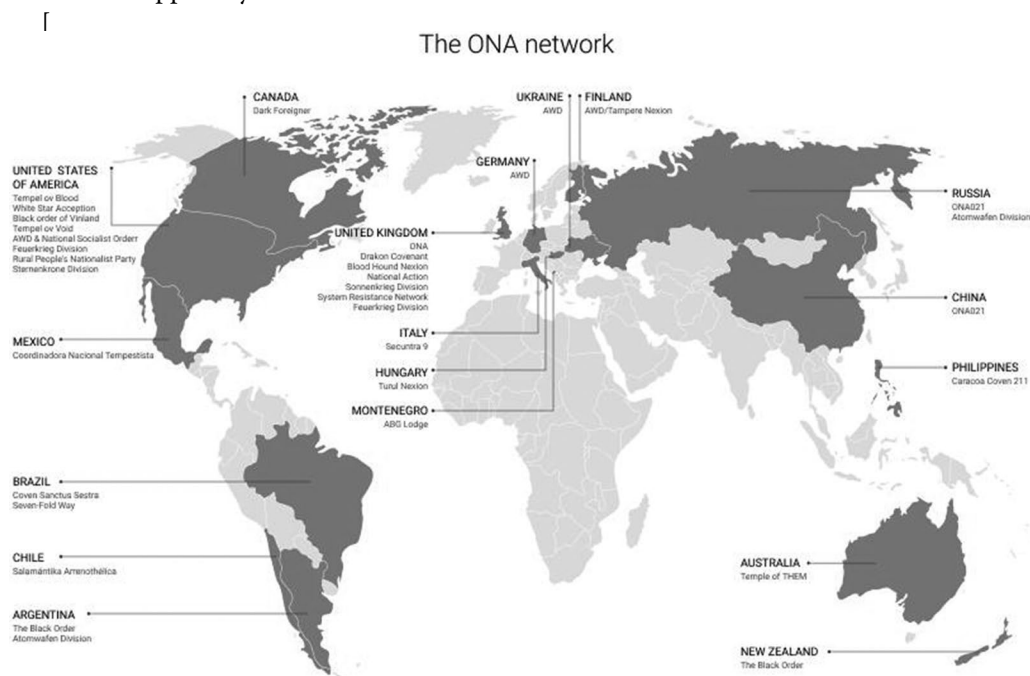 [
The ONA network
CANADA
Dark Foreigner
UKRAINE
AWD
FINLAND
AWD/Tampere Nexion
GERMANY
AWD
UNITED STATES
OF AMERICA
Tempel ov Blood
White Star Acception
Black order of Vinland
Tempel ov Void
AWD & National Socialist Orderr
Feuerkrieg Division
Rural People's Nationalist Party
Sternenkrone Division
RUSSIA
ONA021
Atomwafen Division
UNITED KINGDOM
ONA
Drakon Covenant
Blood Hound Nexion
National Action
Sonnenkrieg Division
System Resistance Network
Feuerkrieg Division
CHINA
ONA021
ITALY
Secuntra 9
MEXICO
Coordinadora Nacional Tempestista
HUNGARY
Turul Nexion
PHILIPPINES
Caracoa Coven 211
MONTENEGRO
ABG Lodge
BRAZIL
Coven Sanctus Sestra
Seven-Fold Way
CHILE
Salamántika Arrenothélica
AUSTRALIA
Temple of THEM
ARGENTINA
The Black Order
Atomwafen Division
NEW ZEALAND
The Black Order